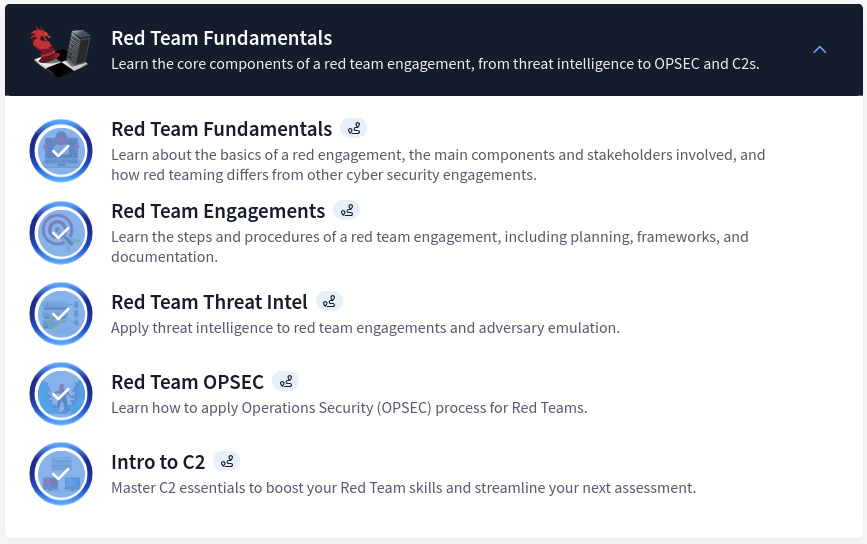 Red Team Fundamentals
Learn the core components of a red team engagement, from threat intelligence to OPSEC and C2s.
Red Team Fundamentals
Learn about the basics of a red engagement, the main components and stakeholders involved, and
how red teaming differs from other cyber security engagements.
Red Team Engagements
Learn the steps and procedures of a red team engagement, including planning, frameworks, and
documentation.
Red Team Threat Intel
Apply threat intelligence to red team engagements and adversary emulation.
Red Team OPSEC
Learn how to apply Operations Security (OPSEC) process for Red Teams.
Intro to C2
Master C2 essentials to boost your Red Team skills and streamline your next assessment.